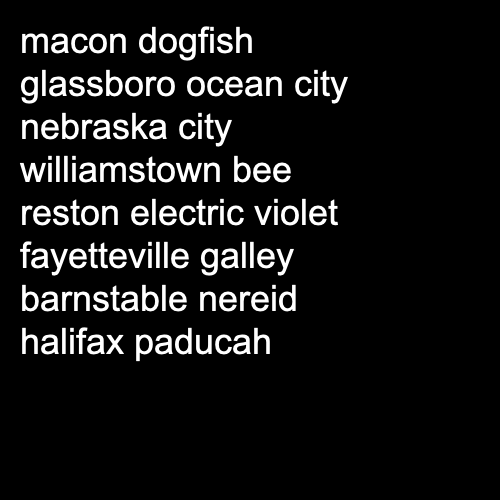 macon dogfish
glassboro ocean city
nebraska city
williamstown bee
reston electric violet
fayetteville galley
barnstable nereid
halifax paducah